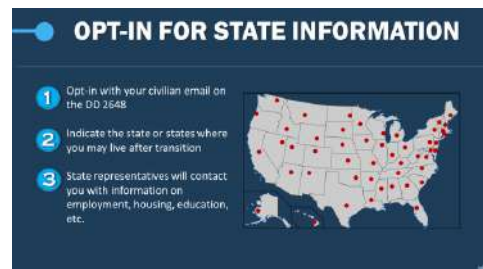 OPT-IN FOR STATE INFORMATION
1 Opt-in with your civilian email on
the DD 2648
2 Indicate the state or states where
you may live after transition
3 State representatives will contact
you with information on
employment, housing, education,
etc.